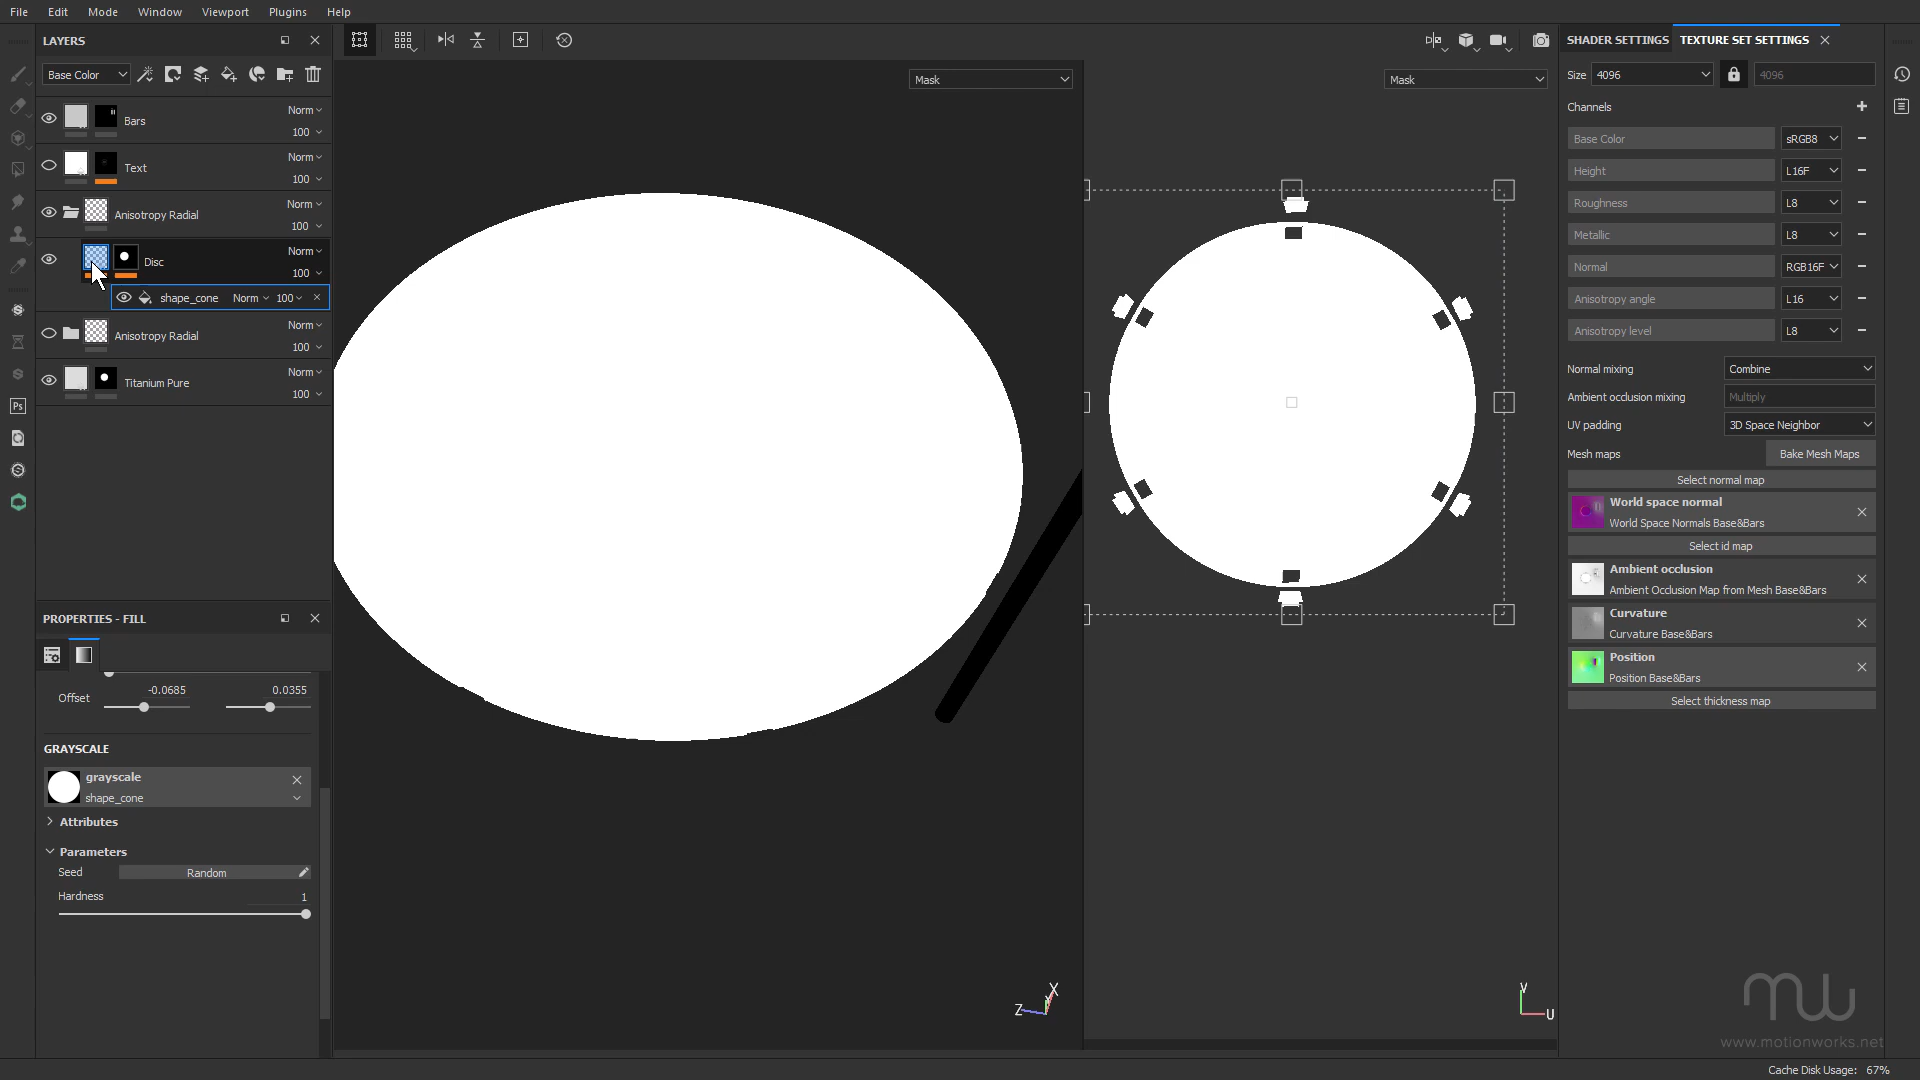 File Edit Mode Window Viewport Plugins Help
LAYERS
Base Color
Bars Norm 100
Text Norm 100
Anisotropy Radial Norm 100
Disc Norm 100
shape_cone Norm 100
Anisotropy Radial Norm 100
Titanium Pure Norm 100
PROPERTIES - FILL
Offset -0.0685 0.0355
GRAYSCALE
grayscale
shape_cone
Attributes
Parameters
Seed Random
Hardness 1
Mask
Mask
Z X Y
V U
SHADER SETTINGS TEXTURE SET SETTINGS
Size 4096 4096
Channels
Base Color sRGB8
Height L16F
Roughness L8
Metallic L8
Normal RGB16F
Anisotropy angle L16
Anisotropy level L8
Normal mixing Combine
Ambient occlusion mixing Multiply
UV padding 3D Space Neighbor
Mesh maps Bake Mesh Maps
Select normal map
World space normal
World Space Normals Base&Bars
Select id map
Ambient occlusion
Ambient Occlusion Map from Mesh Base&Bars
Curvature
Curvature Base&Bars
Position
Position Base&Bars
Select thickness map
Ps
mw
www.motionworks.net
Cache Disk Usage: 67%